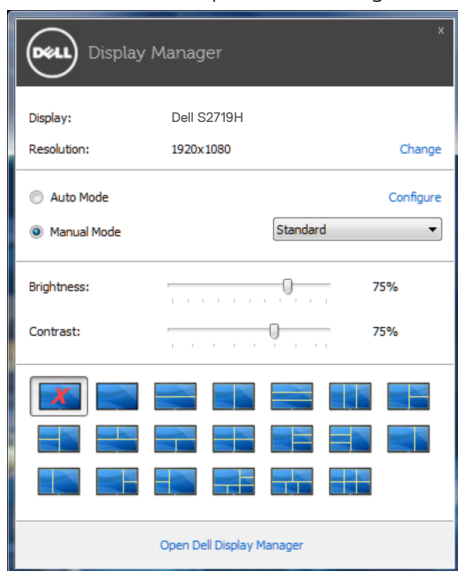 x
DELL Display Manager
Display: Dell S2719H
Resolution: 1920x1080 Change
Auto Mode Configure
Manual Mode Standard
Brightness: 75%
Contrast: 75%
X
Open Dell Display Manager